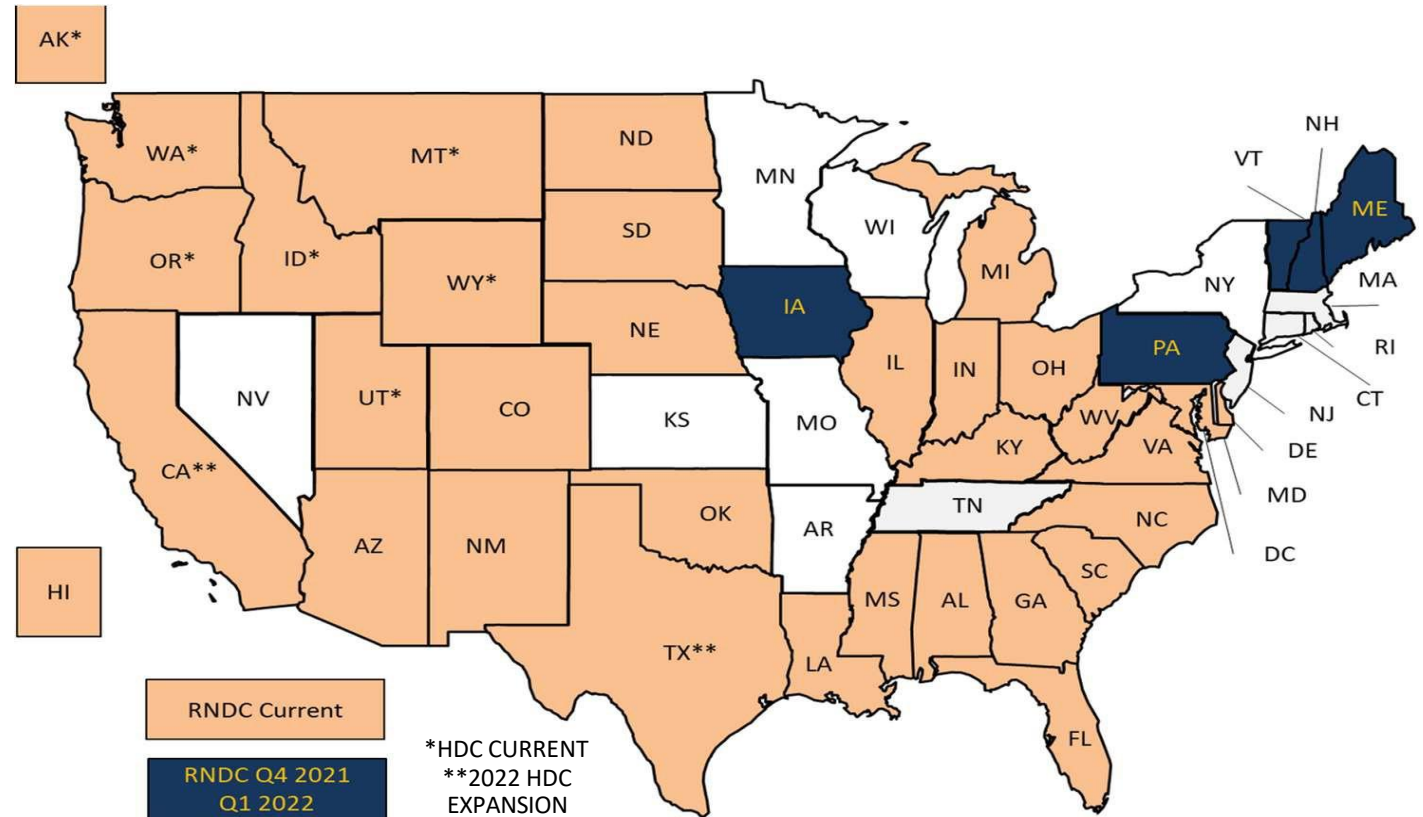 AK*
NH
VT
WA*
MT*
ND
MN
ME
WI
SD
OR*
ID*
MI
WY*
NY
MA
IA
NE
PA
RI
IL
IN
OH
CT
NV
UT*
CO
KS
MO
WV
NJ
KY
VA
DE
CA**
MD
TN
OK
NC
AZ
NM
AR
DC
SC
HI
MS
AL
GA
TX**
LA
RNDC Current
FL
*HDC CURRENT
**2022 HDC
EXPANSION
RNDC Q4 2021
Q1 2022